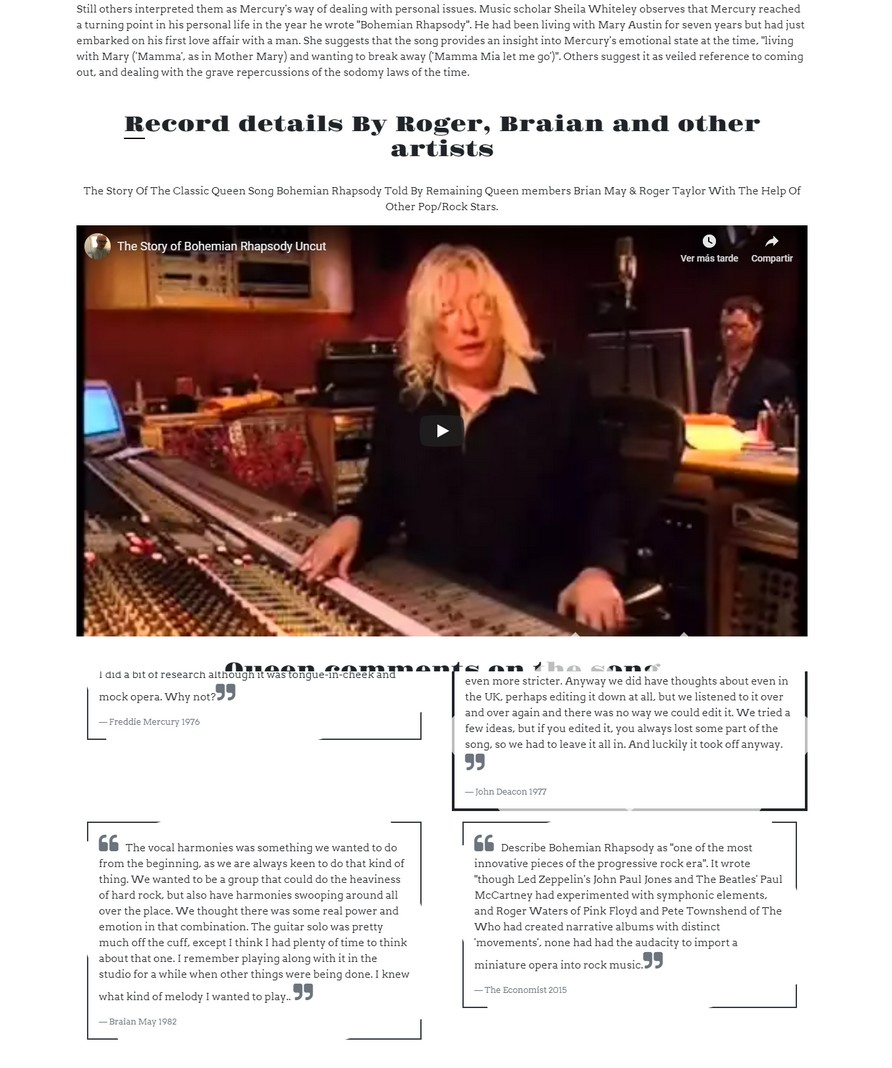 Still others interpreted them as Mercury's way of dealing with personal issues. Music scholar Sheila Whiteley observes that Mercury reached
a turning point in his personal life in the year he wrote "Bohemian Rhapsody". He had been living with Mary Austin for seven years but had just
embarked on his first love affair with a man. She suggests that the song provides an insight into Mercury's emotional state at the time, "living
with Mary ('Mamma', as in Mother Mary) and wanting to break away ('Mamma Mia let me go')". Others suggest it as veiled reference to coming
out, and dealing with the grave repercussions of the sodomy laws of the time.
Record details By Roger, Braian and other
artists
The Story Of The Classic Queen Song Bohemian Rhapsody Told By Remaining Queen members Brian May & Roger Taylor With The Help Of
Other Pop/Rock Stars.
The Story of Bohemian Rhapsody Uncut
Ver más tarde
Compartir
Queen comments on the song
I did a bit of research although it was tongue-in-cheek and
mock opera. Why not?”
— Freddie Mercury 1976
even more stricter. Anyway we did have thoughts about even in
the UK, perhaps editing it down at all, but we listened to it over
and over again and there was no way we could edit it. We tried a
few ideas, but if you edited it, you always lost some part of the
song, so we had to leave it all in. And luckily it took off anyway.
”
— John Deacon 1977
“ The vocal harmonies was something we wanted to do
from the beginning, as we are always keen to do that kind of
thing. We wanted to be a group that could do the heaviness
of hard rock, but also have harmonies swooping around all
over the place. We thought there was some real power and
emotion in that combination. The guitar solo was pretty
much off the cuff, except I think I had plenty of time to think
about that one. I remember playing along with it in the
studio for a while when other things were being done. I knew
what kind of melody I wanted to play.. ”
— Braian May 1982
“ Describe Bohemian Rhapsody as "one of the most
innovative pieces of the progressive rock era". It wrote
"though Led Zeppelin's John Paul Jones and The Beatles' Paul
McCartney had experimented with symphonic elements,
and Roger Waters of Pink Floyd and Pete Townshend of The
Who had created narrative albums with distinct
'movements', none had had the audacity to import a
miniature opera into rock music.”
— The Economist 2015